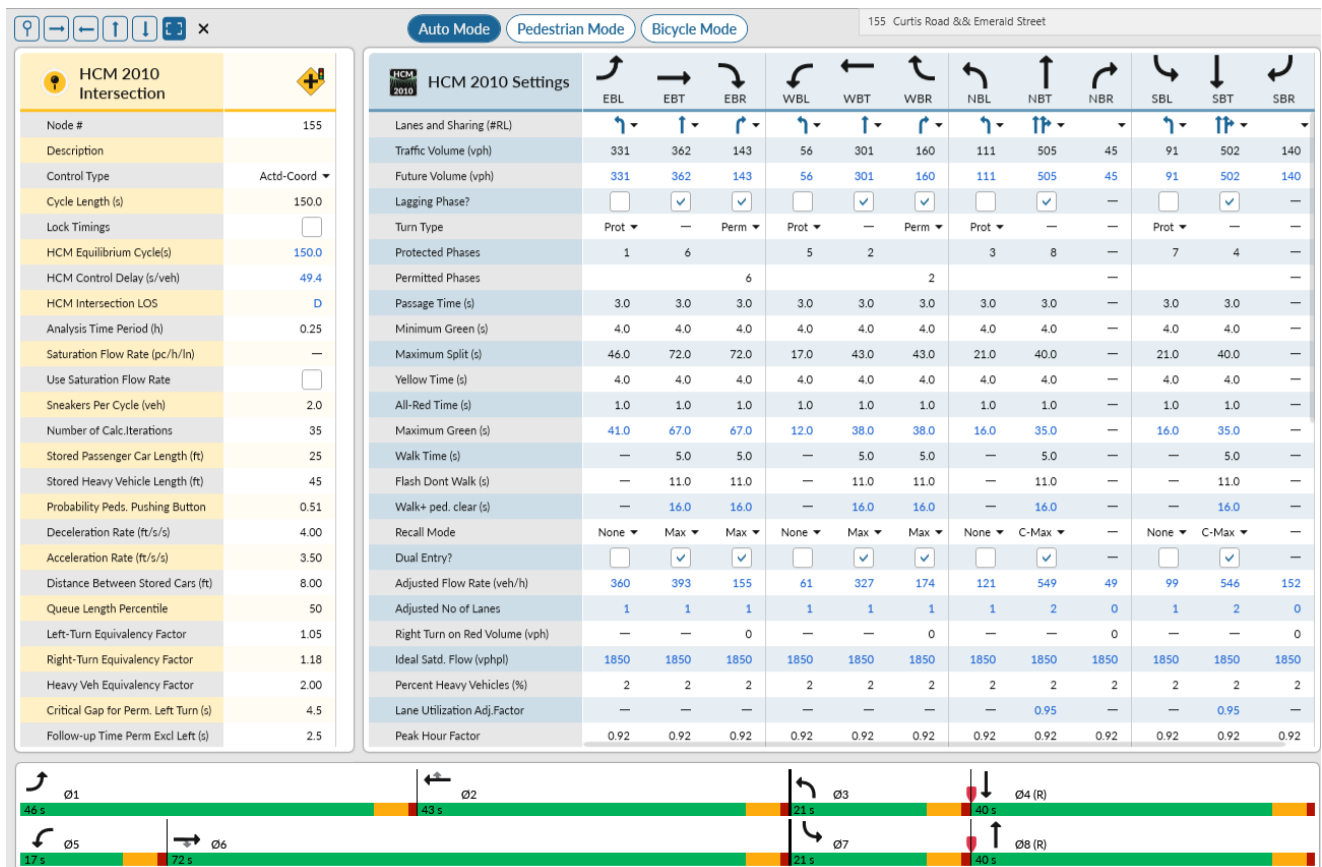 Auto Mode Pedestrian Mode Bicycle Mode 155 Curtis Road && Emerald Street
HCM 2010
Intersection
Node # 155
Description
Control Type Actd-Coord
Cycle Length (s) 150.0
Lock Timings
HCM Equilibrium Cycle(s) 150.0
HCM Control Delay (s/veh) 49.4
HCM Intersection LOS D
Analysis Time Period (h) 0.25
Saturation Flow Rate (pc/h/ln) —
Use Saturation Flow Rate
Sneakers Per Cycle (veh) 2.0
Number of Calc.Iterations 35
Stored Passenger Car Length (ft) 25
Stored Heavy Vehicle Length (ft) 45
Probability Peds. Pushing Button 0.51
Deceleration Rate (ft/s/s) 4.00
Acceleration Rate (ft/s/s) 3.50
Distance Between Stored Cars (ft) 8.00
Queue Length Percentile 50
Left-Turn Equivalency Factor 1.05
Right-Turn Equivalency Factor 1.18
Heavy Veh Equivalency Factor 2.00
Critical Gap for Perm. Left Turn (s) 4.5
Follow-up Time Perm Excl Left (s) 2.5
HCM 2010 HCM 2010 Settings
EBL EBT EBR WBL WBT WBR NBL NBT NBR SBL SBT SBR
Lanes and Sharing (#RL)
Traffic Volume (vph) 331 362 143 56 301 160 111 505 45 91 502 140
Future Volume (vph) 331 362 143 56 301 160 111 505 45 91 502 140
Lagging Phase? — —
Turn Type Prot — Perm Prot — Perm Prot — — Prot — —
Protected Phases 1 6 5 2 3 8 — 7 4 —
Permitted Phases 6 2 — —
Passage Time (s) 3.0 3.0 3.0 3.0 3.0 3.0 3.0 3.0 — 3.0 3.0 —
Minimum Green (s) 4.0 4.0 4.0 4.0 4.0 4.0 4.0 4.0 — 4.0 4.0 —
Maximum Split (s) 46.0 72.0 72.0 17.0 43.0 43.0 21.0 40.0 — 21.0 40.0 —
Yellow Time (s) 4.0 4.0 4.0 4.0 4.0 4.0 4.0 4.0 — 4.0 4.0 —
All-Red Time (s) 1.0 1.0 1.0 1.0 1.0 1.0 1.0 1.0 — 1.0 1.0 —
Maximum Green (s) 41.0 67.0 67.0 12.0 38.0 38.0 16.0 35.0 — 16.0 35.0 —
Walk Time (s) — 5.0 5.0 — 5.0 5.0 — 5.0 — — 5.0 —
Flash Dont Walk (s) — 11.0 11.0 — 11.0 11.0 — 11.0 — — 11.0 —
Walk+ ped. clear (s) — 16.0 16.0 — 16.0 16.0 — 16.0 — — 16.0 —
Recall Mode None Max Max None Max Max None C-Max — None C-Max —
Dual Entry? — —
Adjusted Flow Rate (veh/h) 360 393 155 61 327 174 121 549 49 99 546 152
Adjusted No of Lanes 1 1 1 1 1 1 1 2 0 1 2 0
Right Turn on Red Volume (vph) — — 0 — — 0 — — 0 — — 0
Ideal Satd. Flow (vphpl) 1850 1850 1850 1850 1850 1850 1850 1850 1850 1850 1850 1850
Percent Heavy Vehicles (%) 2 2 2 2 2 2 2 2 2 2 2 2
Lane Utilization Adj.Factor — — — — — — — 0.95 — — 0.95 —
Peak Hour Factor 0.92 0.92 0.92 0.92 0.92 0.92 0.92 0.92 0.92 0.92 0.92 0.92
Ø1 Ø2 Ø3 Ø4 (R)
46 s 43 s 21 s 40 s
Ø5 Ø6 Ø7 Ø8 (R)
17 s 72 s 21 s 40 s